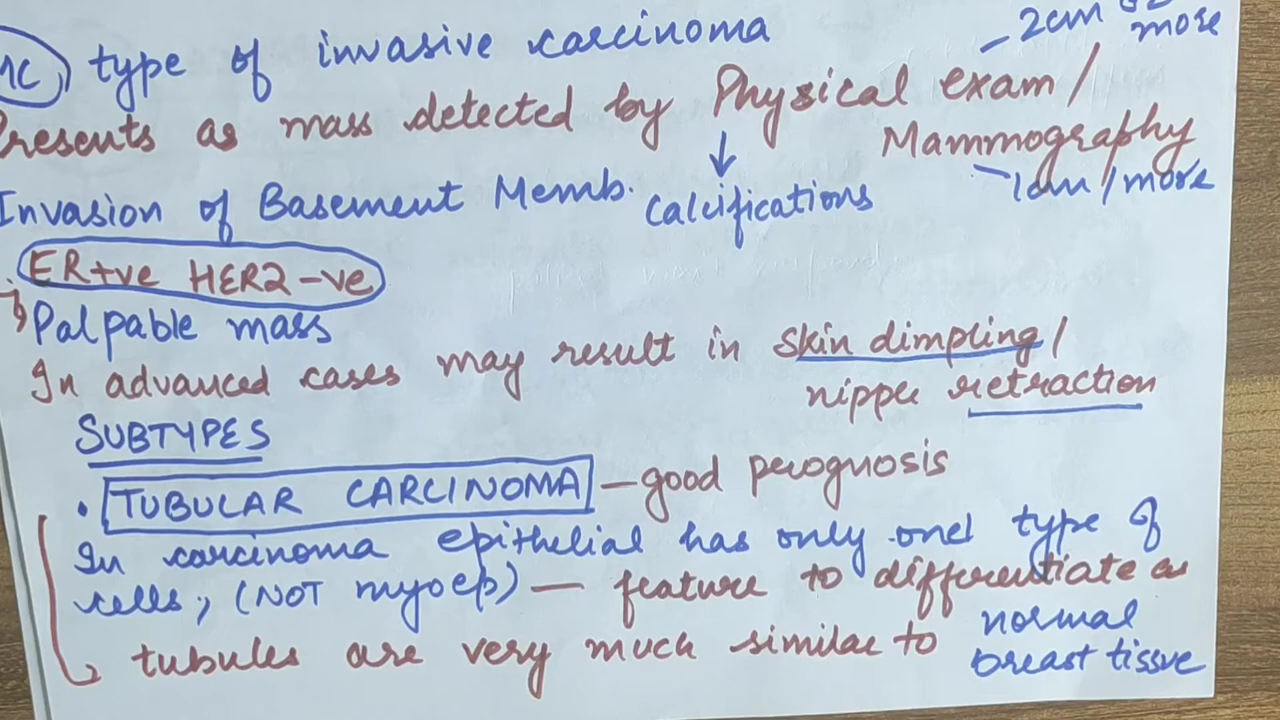 type of invasive carcinoma
– 2cm or more
Presents as mass detected by Physical exam/
Mammography
– 1cm/more
Invasion of Basement Memb.
↓ Calcifications
ER+ve HER2-ve
Palpable mass
In advanced cases may result in skin dimpling/
nipple retraction
SUBTYPES
• TUBULAR CARCINOMA – good prognosis
In carcinoma epithelial has only one type of
cells, (NOT myoep) – feature to differentiate as
tubules are very much similar to normal
breast tissue